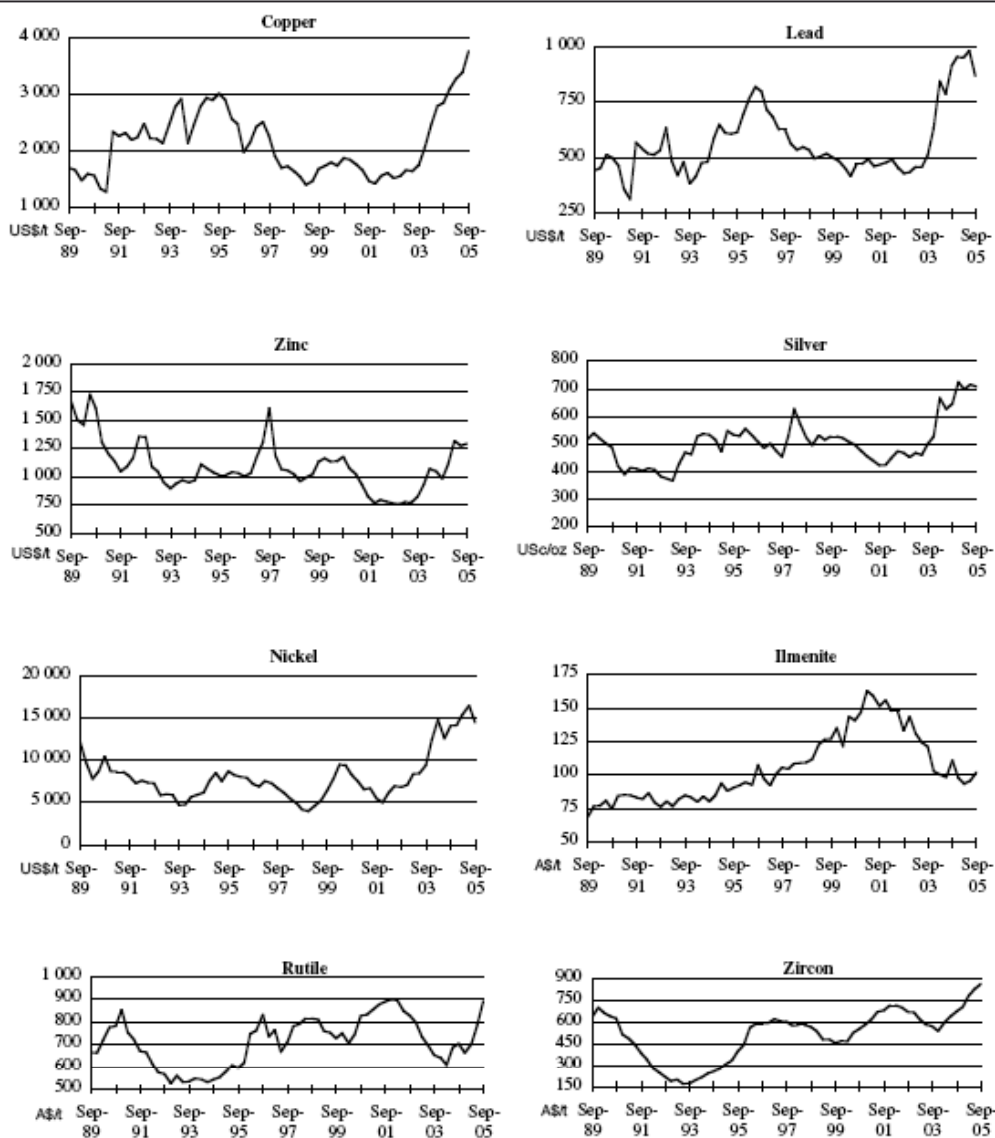 Copper
4 000
3 000
2 000
1 000
US$/t Sep- Sep- Sep- Sep- Sep- Sep- Sep- Sep- Sep-
89 91 93 95 97 99 01 03 05
Lead
1 000
750
500
250
US$/t Sep- Sep- Sep- Sep- Sep- Sep- Sep- Sep- Sep-
89 91 93 95 97 99 01 03 05
Zinc
2 000
1 750
1 500
1 250
1 000
750
500
US$/t Sep- Sep- Sep- Sep- Sep- Sep- Sep- Sep- Sep-
89 91 93 95 97 99 01 03 05
Silver
800
700
600
500
400
300
200
USc/oz Sep- Sep- Sep- Sep- Sep- Sep- Sep- Sep- Sep-
89 91 93 95 97 99 01 03 05
Nickel
20 000
15 000
10 000
5 000
0
US$/t Sep- Sep- Sep- Sep- Sep- Sep- Sep- Sep- Sep-
89 91 93 95 97 99 01 03 05
Ilmenite
175
150
125
100
75
50
A$/t Sep- Sep- Sep- Sep- Sep- Sep- Sep- Sep- Sep-
89 91 93 95 97 99 01 03 05
Rutile
1 000
900
800
700
600
500
A$/t Sep- Sep- Sep- Sep- Sep- Sep- Sep- Sep- Sep-
89 91 93 95 97 99 01 03 05
Zircon
900
750
600
450
300
150
A$/t Sep- Sep- Sep- Sep- Sep- Sep- Sep- Sep- Sep-
89 91 93 95 97 99 01 03 05